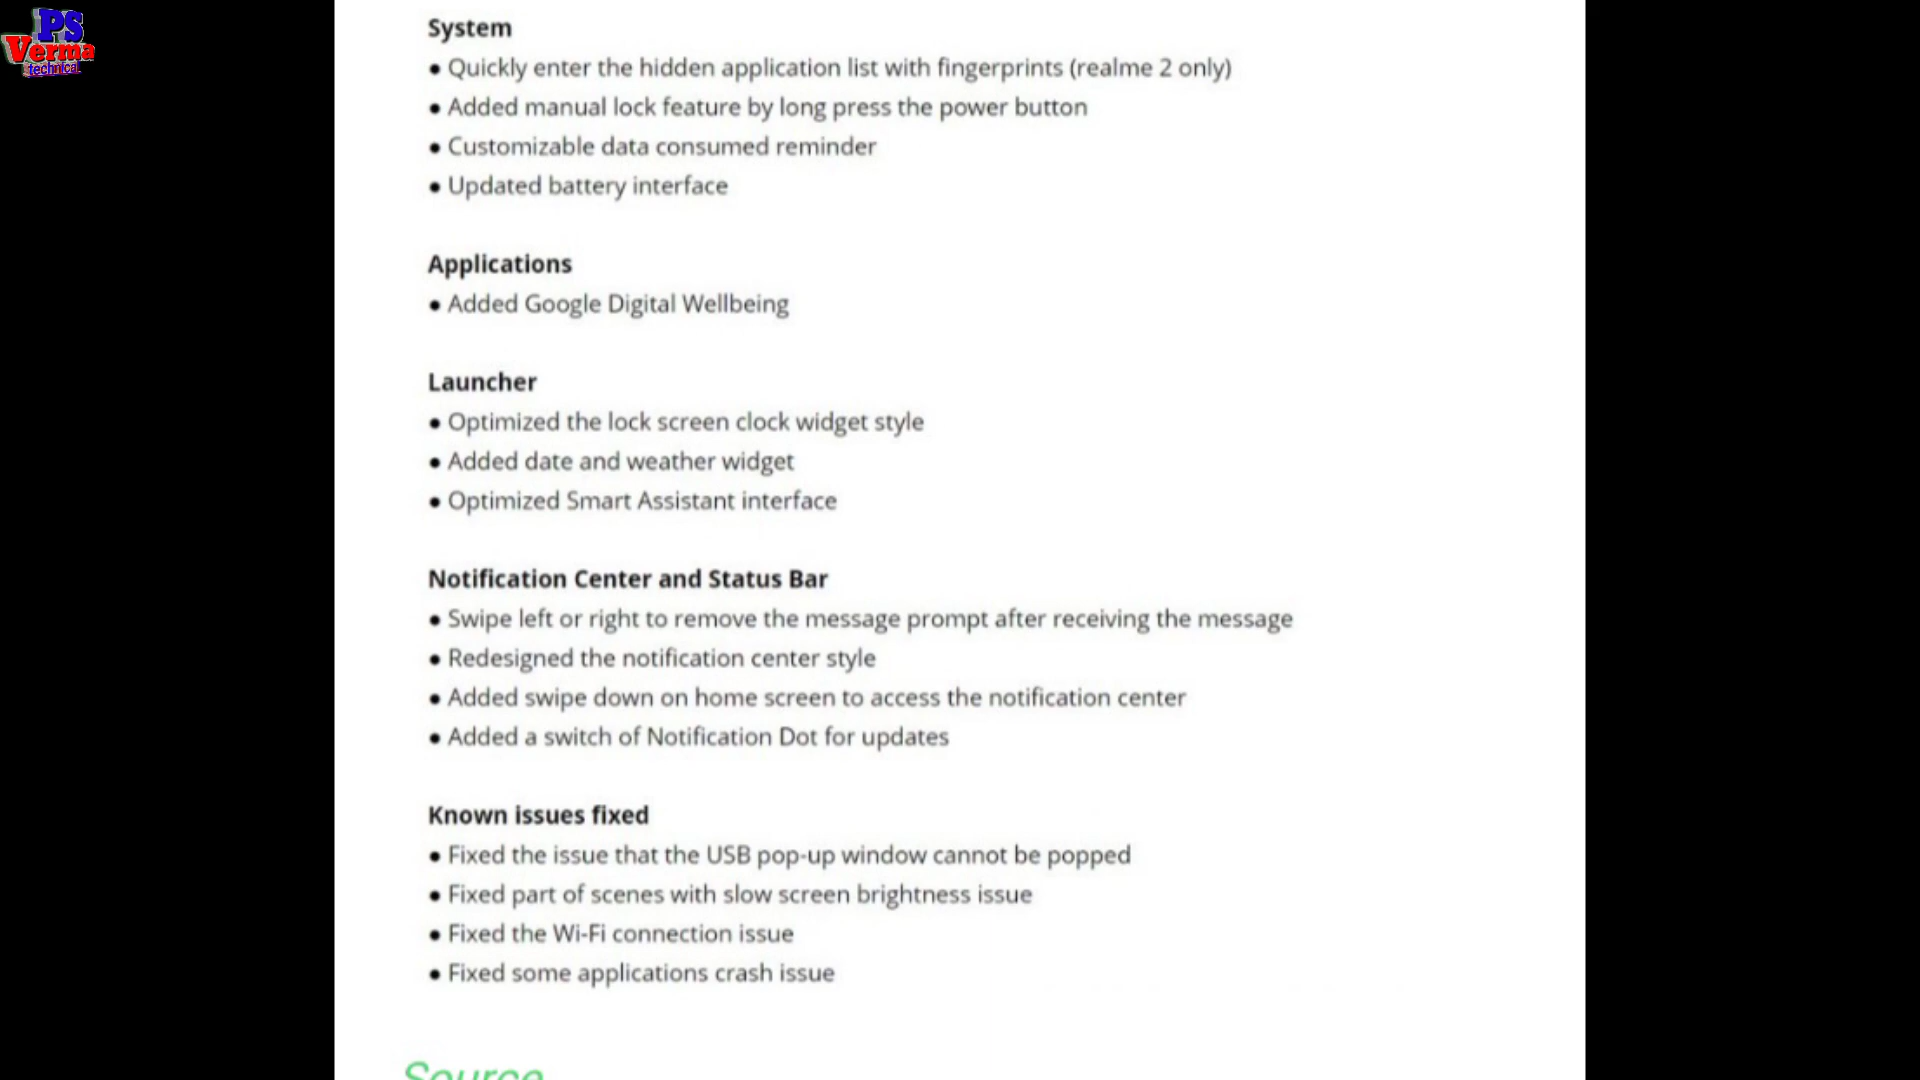 PS
Verma
technical
System
● Quickly enter the hidden application list with fingerprints (realme 2 only)
● Added manual lock feature by long press the power button
● Customizable data consumed reminder
● Updated battery interface
Applications
● Added Google Digital Wellbeing
Launcher
● Optimized the lock screen clock widget style
● Added date and weather widget
● Optimized Smart Assistant interface
Notification Center and Status Bar
● Swipe left or right to remove the message prompt after receiving the message
● Redesigned the notification center style
● Added swipe down on home screen to access the notification center
● Added a switch of Notification Dot for updates
Known issues fixed
● Fixed the issue that the USB pop-up window cannot be popped
● Fixed part of scenes with slow screen brightness issue
● Fixed the Wi-Fi connection issue
● Fixed some applications crash issue
Source